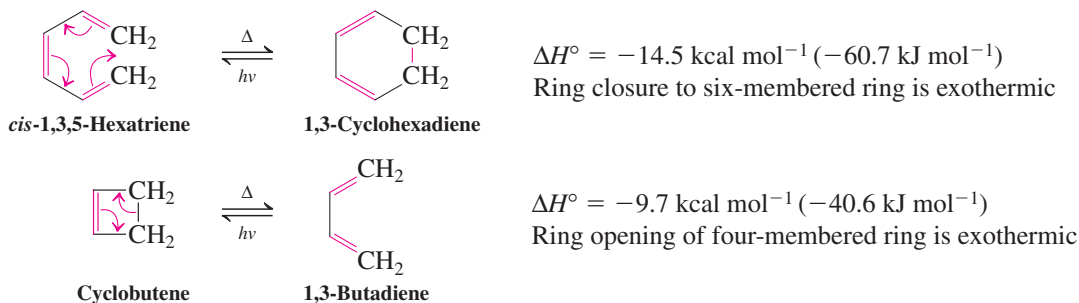 CH₂
CH₂
Δ
hν
CH₂
CH₂
ΔH° = −14.5 kcal mol⁻¹ (−60.7 kJ mol⁻¹)
Ring closure to six-membered ring is exothermic
cis-1,3,5-Hexatriene
1,3-Cyclohexadiene
CH₂
CH₂
Δ
hν
CH₂
CH₂
ΔH° = −9.7 kcal mol⁻¹ (−40.6 kJ mol⁻¹)
Ring opening of four-membered ring is exothermic
Cyclobutene
1,3-Butadiene